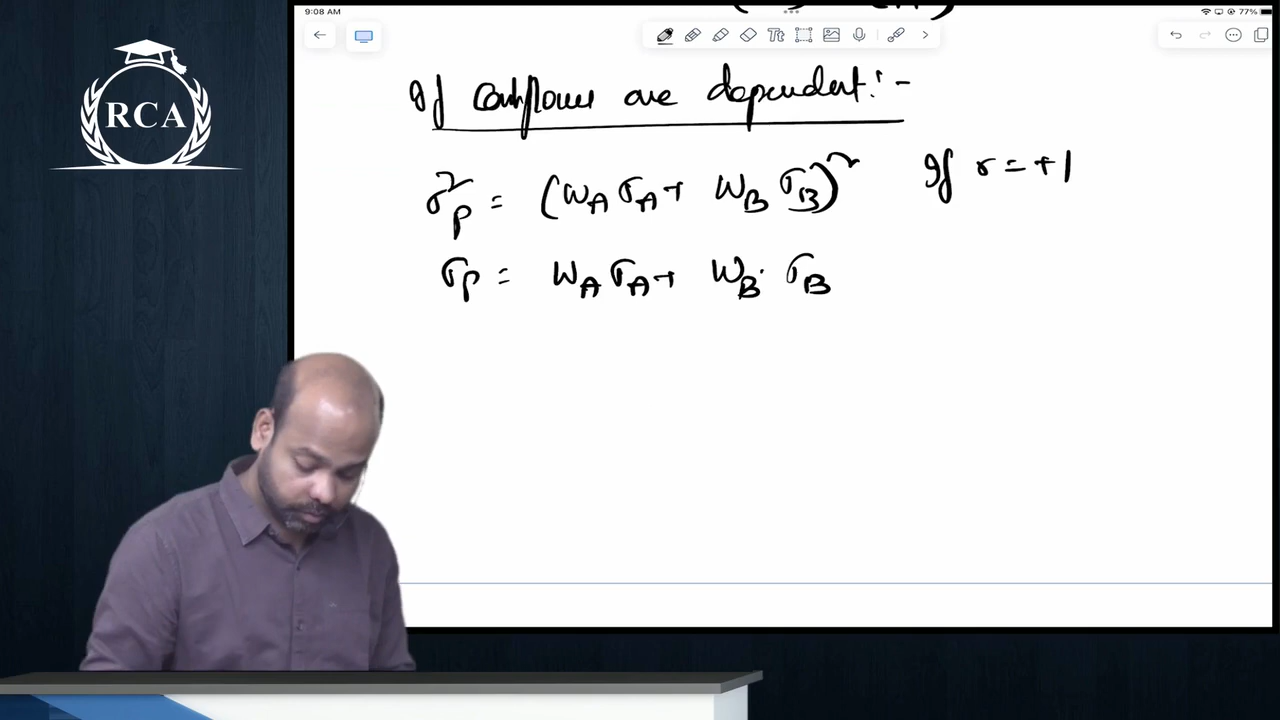 9:08 AM
77%
RCA
Tt
If cashflows are dependent:-
σ²p = (WA σA + WB σB)² If r = +1
σp = WA σA + WB · σB